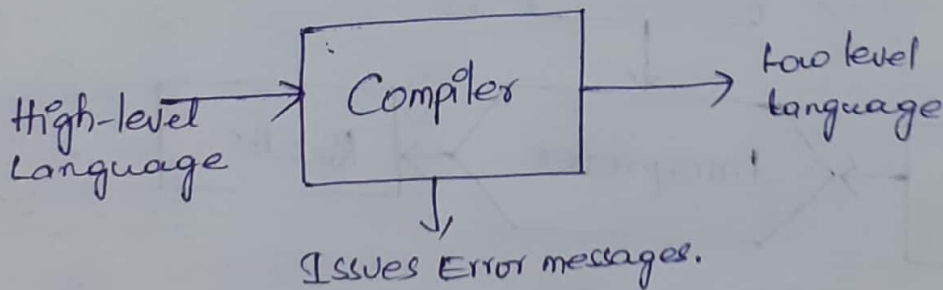 High-level
Language
Compiler
Low level
Language
Issues Error messages.